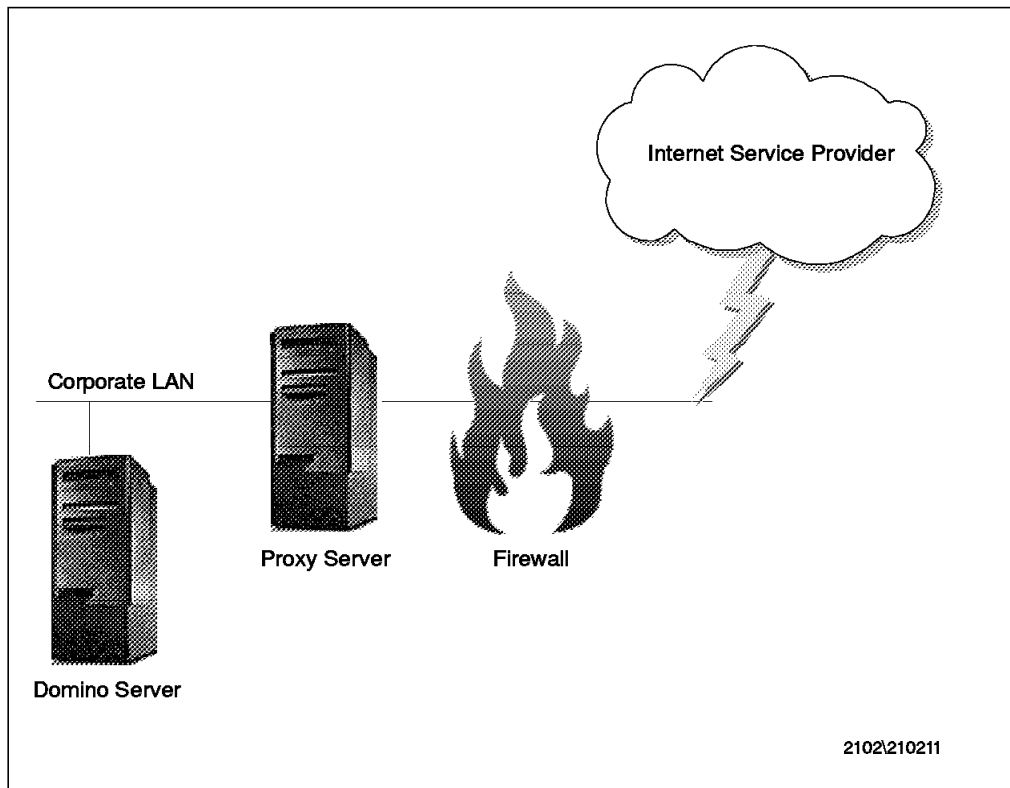 Internet Service Provider
Corporate LAN
Proxy Server
Firewall
Domino Server
2102\210211